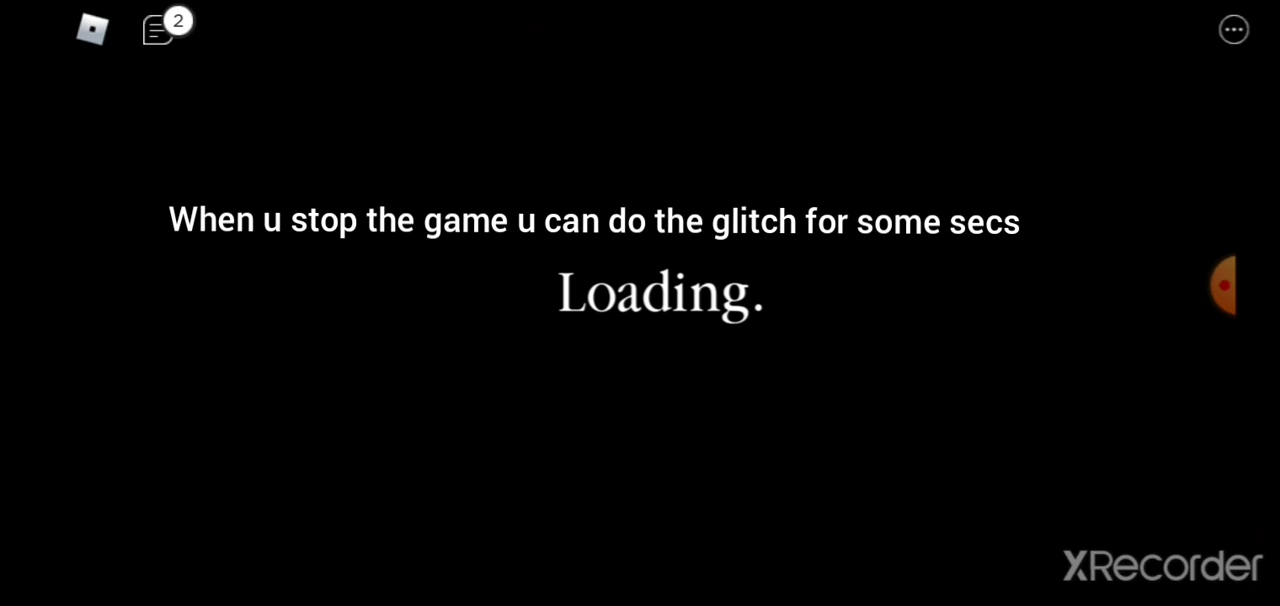 2
When u stop the game u can do the glitch for some secs
Loading.
XRecorder